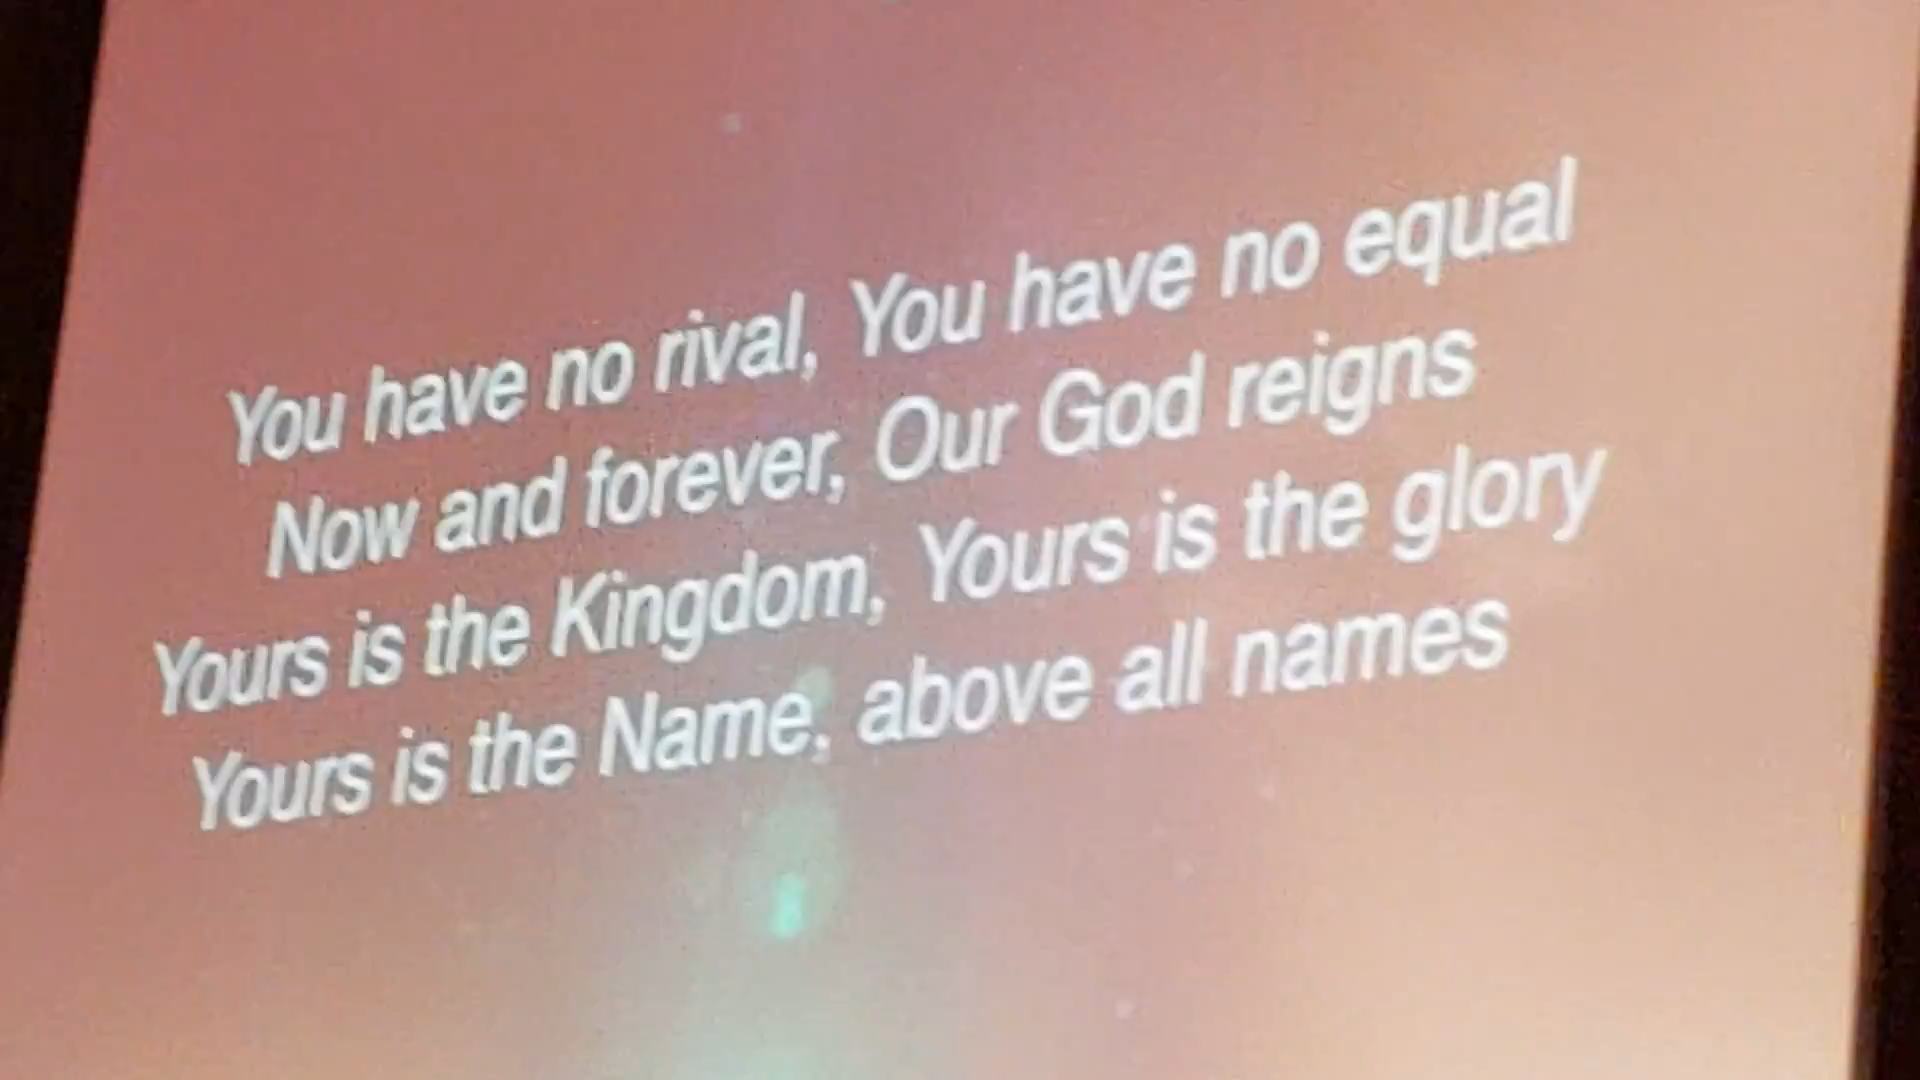 You have no rival, You have no equal
Now and forever, Our God reigns
Yours is the Kingdom, Yours is the glory
Yours is the Name, above all names